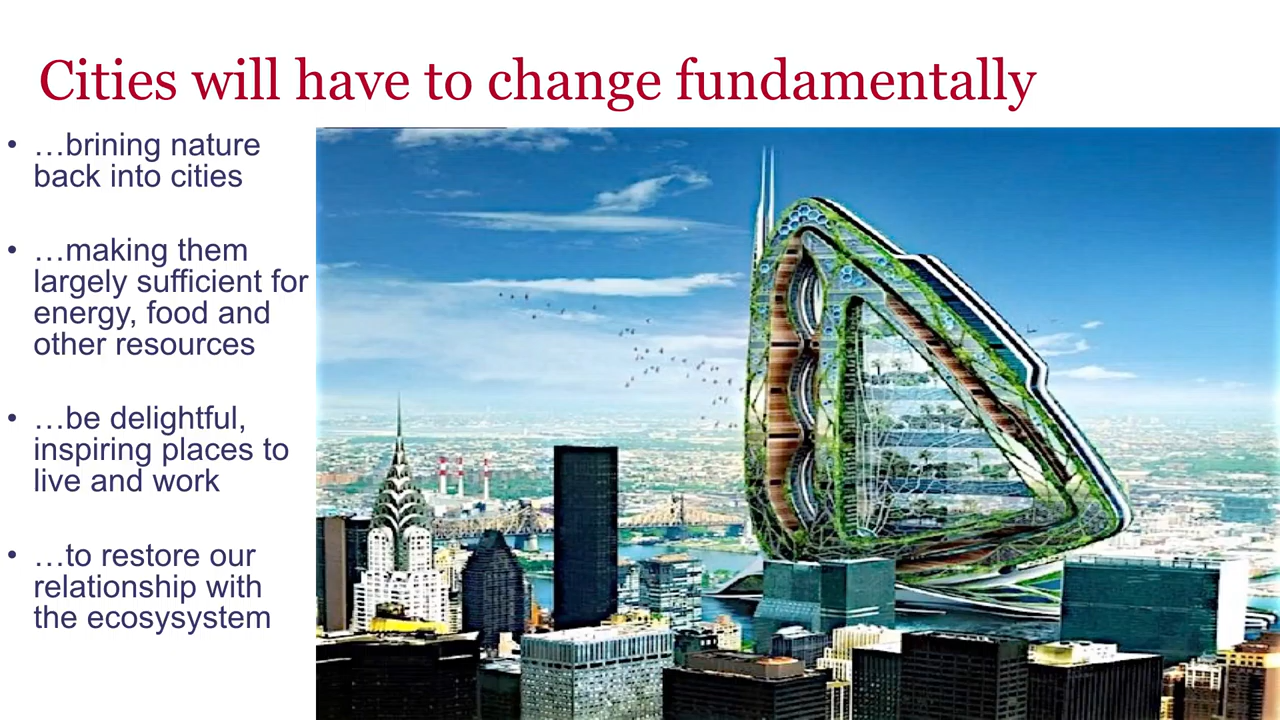 Cities will have to change fundamentally
• …brining nature
back into cities
• …making them
largely sufficient for
energy, food and
other resources
• …be delightful,
inspiring places to
live and work
• …to restore our
relationship with
the ecosysystem